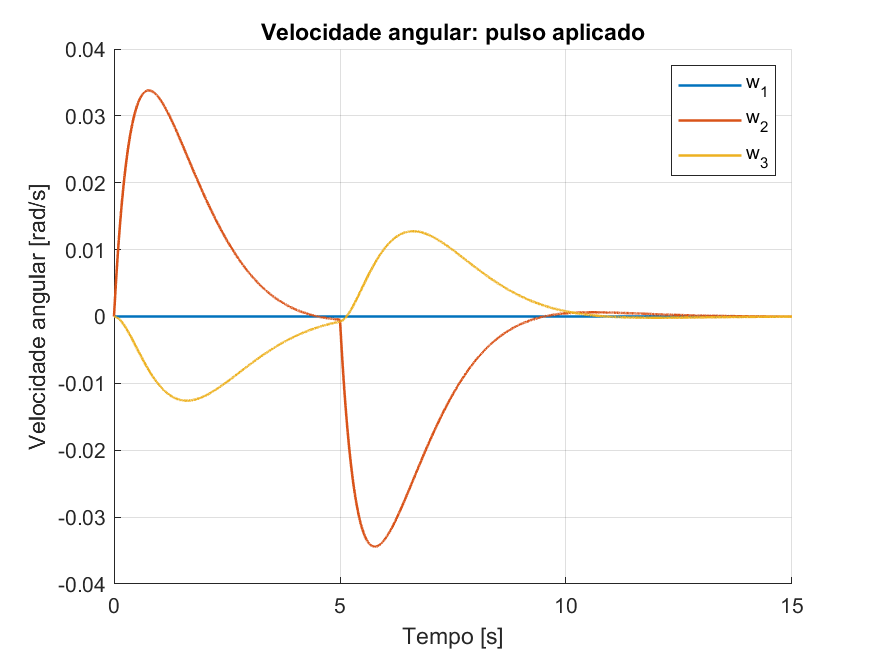 Velocidade angular: pulso aplicado
w1
w2
w3
Velocidade angular [rad/s]
0.04
0.03
0.02
0.01
0
-0.01
-0.02
-0.03
-0.04
0 5 10 15
Tempo [s]